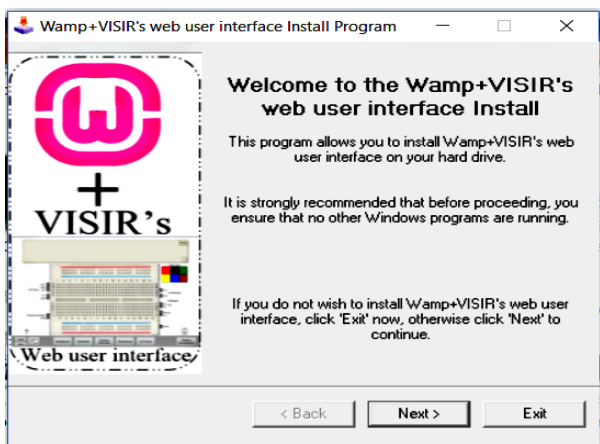 Wamp+VISIR's web user interface Install Program
+
VISIR's
Web user interface
Welcome to the Wamp+VISIR's
web user interface Install
This program allows you to install Wamp+VISIR's web
user interface on your hard drive.
It is strongly recommended that before proceeding, you
ensure that no other Windows programs are running.
If you do not wish to install Wamp+VISIR's web user
interface, click 'Exit' now, otherwise click 'Next' to
continue.
< Back
Next >
Exit